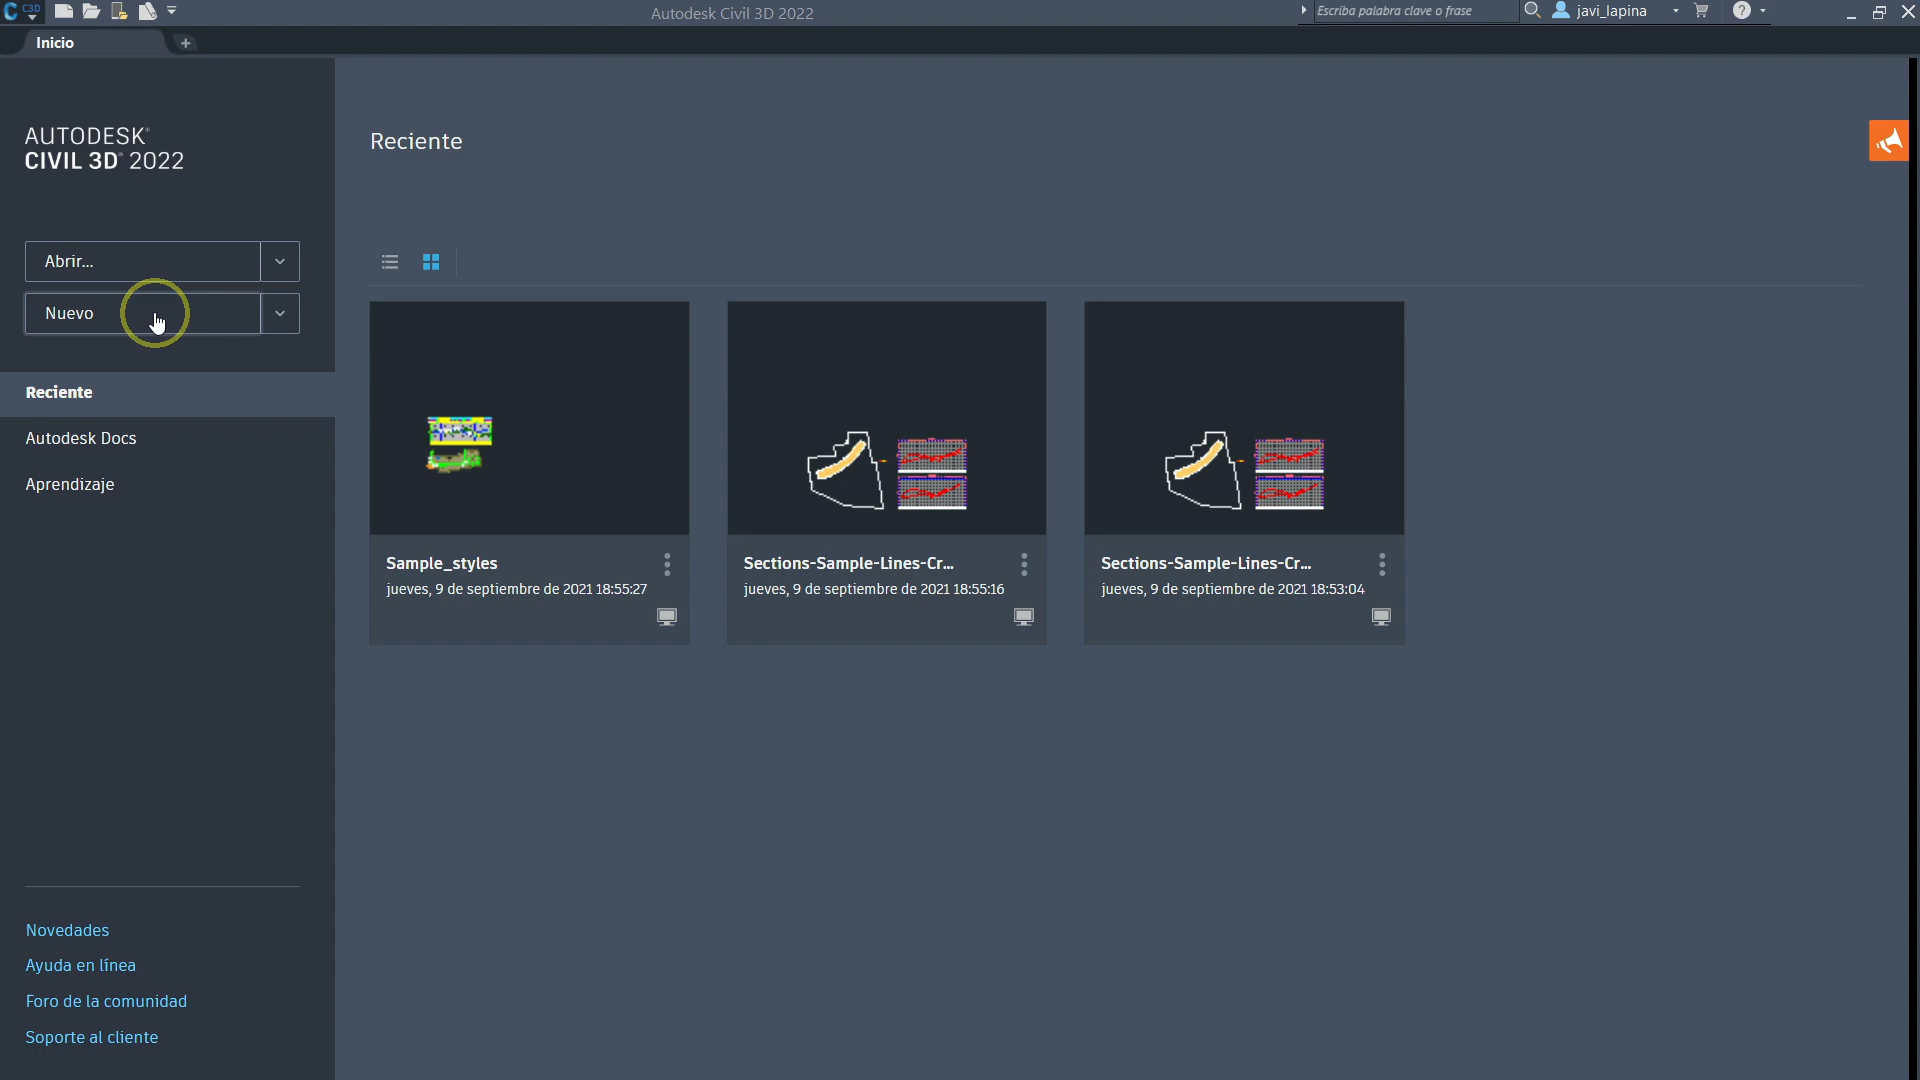 C3D
Autodesk Civil 3D 2022
Escriba palabra clave o frase
javi_lapina
Inicio
AUTODESK®
CIVIL 3D® 2022
Reciente
Abrir...
Nuevo
Reciente
Autodesk Docs
Aprendizaje
Sample_styles
jueves, 9 de septiembre de 2021 18:55:27
Sections-Sample-Lines-Cr...
jueves, 9 de septiembre de 2021 18:55:16
Sections-Sample-Lines-Cr...
jueves, 9 de septiembre de 2021 18:53:04
Novedades
Ayuda en línea
Foro de la comunidad
Soporte al cliente